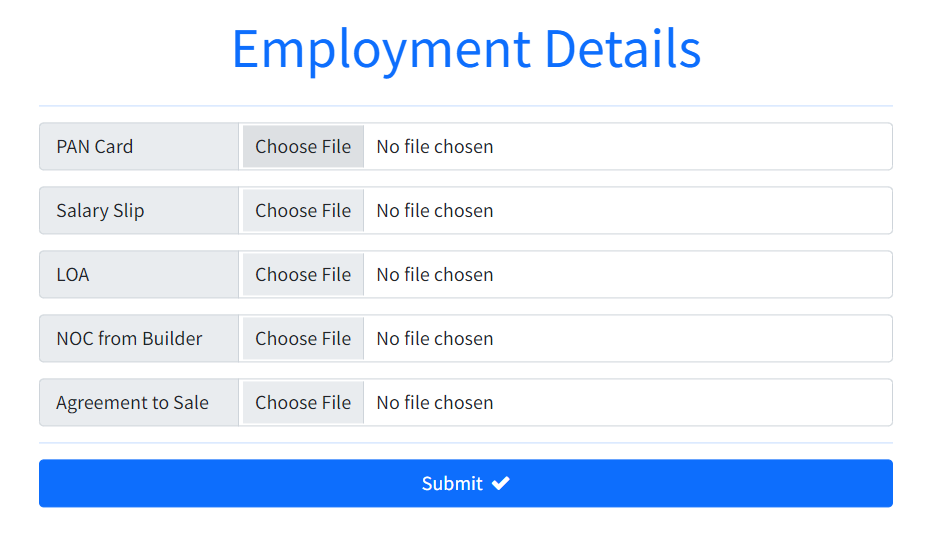 Employment Details
PAN Card Choose File No file chosen
Salary Slip Choose File No file chosen
LOA Choose File No file chosen
NOC from Builder Choose File No file chosen
Agreement to Sale Choose File No file chosen
Submit ✔